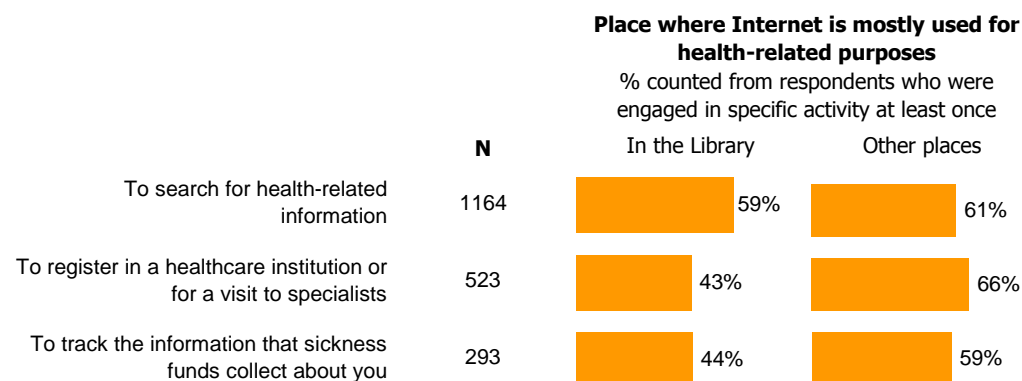 Place where Internet is mostly used for
health-related purposes
% counted from respondents who were
engaged in specific activity at least once
N In the Library Other places
To search for health-related
information
1164 59% 61%
To register in a healthcare institution or
for a visit to specialists
523 43% 66%
To track the information that sickness
funds collect about you
293 44% 59%